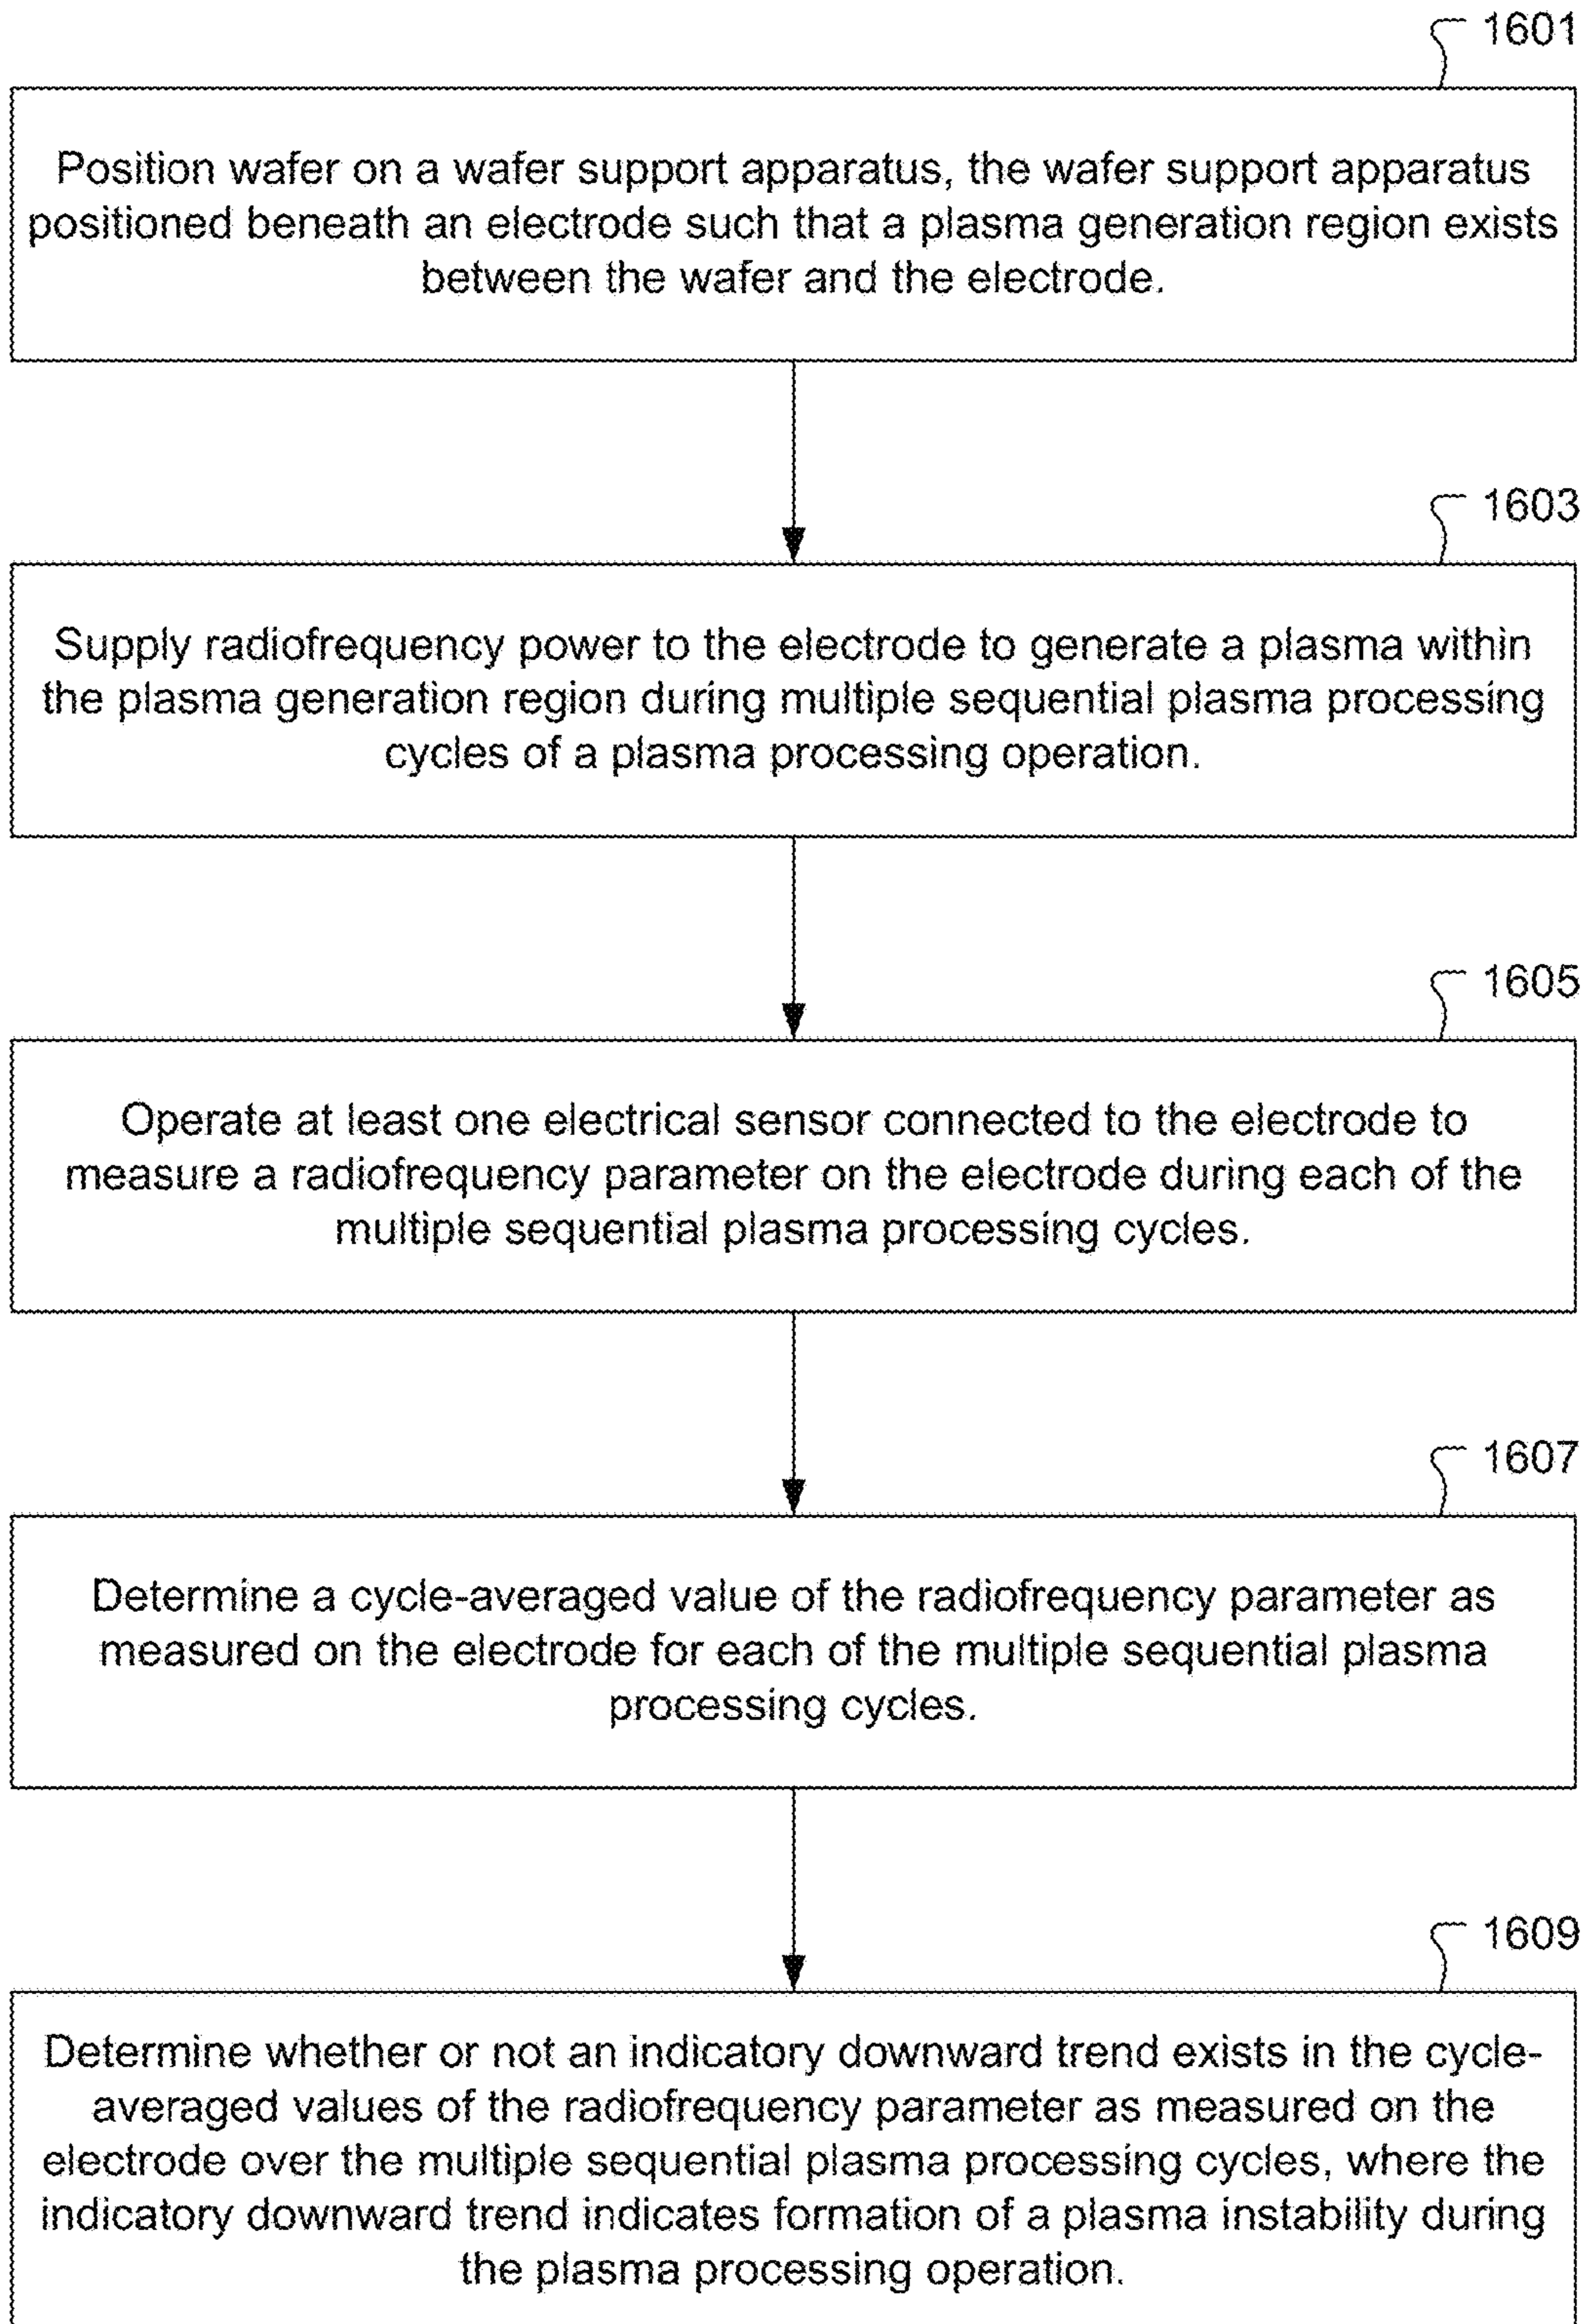 1601
Position wafer on a wafer support apparatus, the wafer support apparatus
positioned beneath an electrode such that a plasma generation region exists
between the wafer and the electrode.
1603
Supply radiofrequency power to the electrode to generate a plasma within
the plasma generation region during multiple sequential plasma processing
cycles of a plasma processing operation.
1605
Operate at least one electrical sensor connected to the electrode to
measure a radiofrequency parameter on the electrode during each of the
multiple sequential plasma processing cycles.
1607
Determine a cycle-averaged value of the radiofrequency parameter as
measured on the electrode for each of the multiple sequential plasma
processing cycles.
1609
Determine whether or not an indicatory downward trend exists in the cycle-
averaged values of the radiofrequency parameter as measured on the
electrode over the multiple sequential plasma processing cycles, where the
indicatory downward trend indicates formation of a plasma instability during
the plasma processing operation.